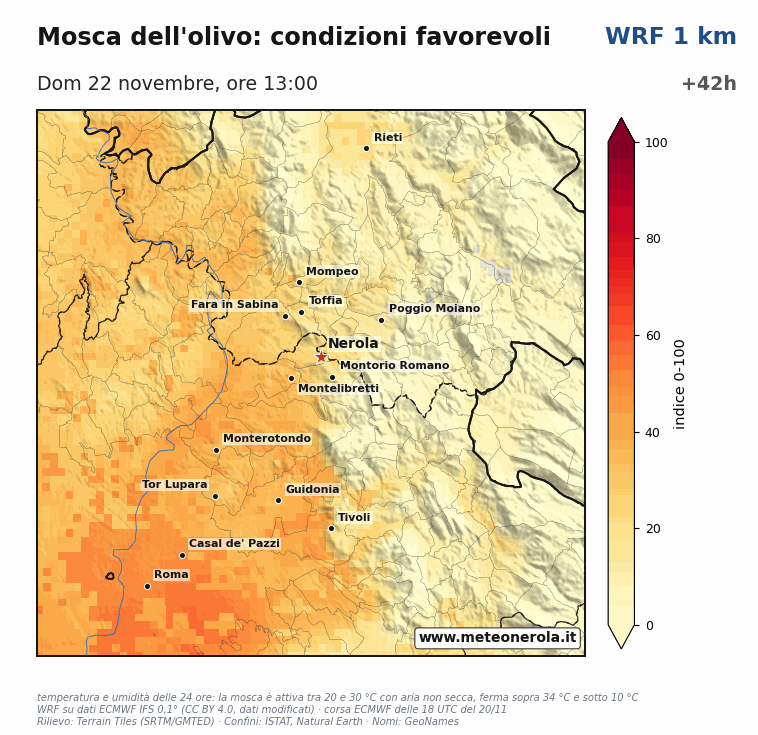 Mosca dell'olivo: condizioni favorevoli
WRF 1 km
Dom 22 novembre, ore 13:00
+42h
Rieti
Mompeo
Toffia
Fara in Sabina
Poggio Moiano
Nerola
Montorio Romano
Montelibretti
Monterotondo
Tor Lupara
Guidonia
Tivoli
Casal de' Pazzi
Roma
www.meteonerola.it
100
80
60
40
20
0
indice 0-100
temperatura e umidità delle 24 ore: la mosca è attiva tra 20 e 30 °C con aria non secca, ferma sopra 34 °C e sotto 10 °C
WRF su dati ECMWF IFS 0,1° (CC BY 4.0, dati modificati) · corsa ECMWF delle 18 UTC del 20/11
Rilievo: Terrain Tiles (SRTM/GMTED) · Confini: ISTAT, Natural Earth · Nomi: GeoNames